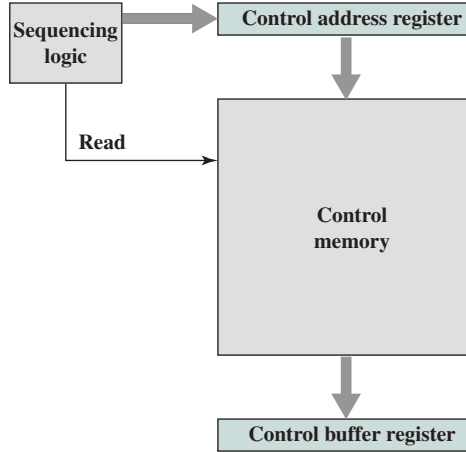 Sequencing
logic
Control address register
Read
Control
memory
Control buffer register